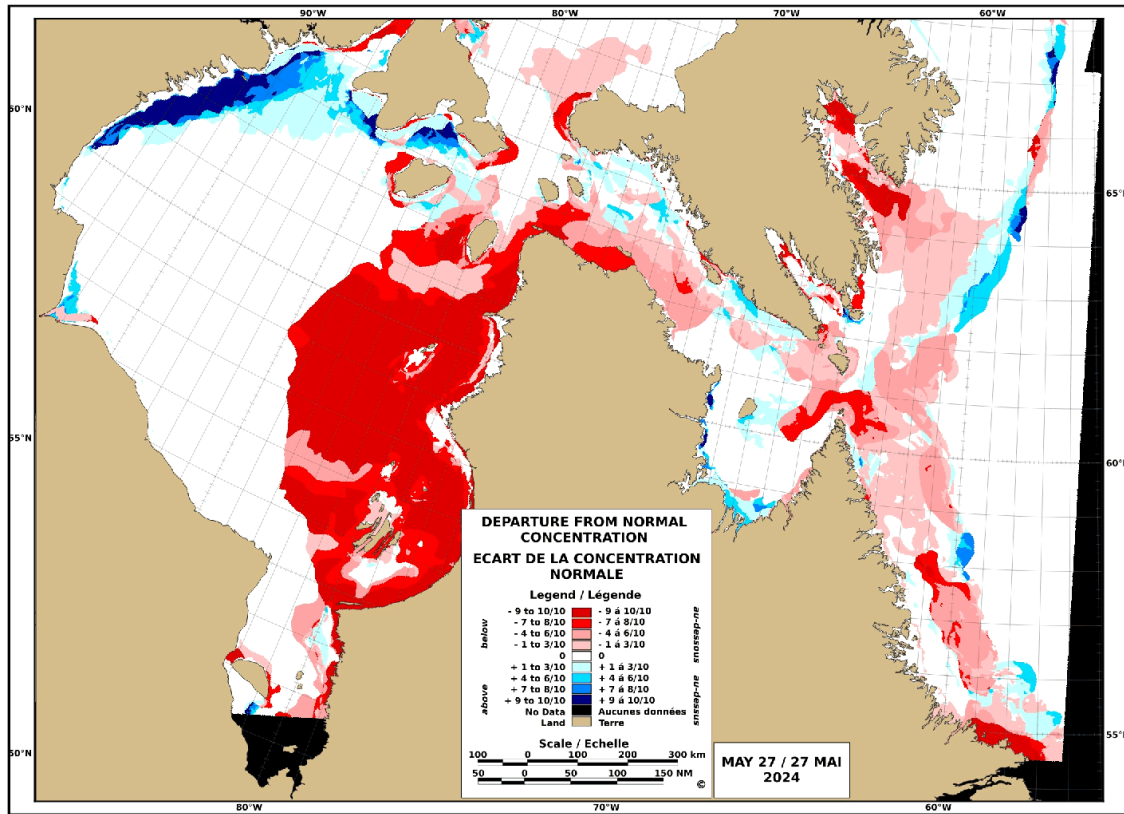 90°W 80°W 70°W 60°W
60°N
65°N
55°N
60°N
50°N
55°N
80°W 70°W 60°W
DEPARTURE FROM NORMAL
CONCENTRATION
ECART DE LA CONCENTRATION
NORMALE
Legend / Légende
below
- 9 to 10/10 - 9 á 10/10
- 7 to 8/10 - 7 á 8/10
- 4 to 6/10 - 4 á 6/10
- 1 to 3/10 - 1 á 3/10
au-dessous
0 0
above
+ 1 to 3/10 + 1 á 3/10
+ 4 to 6/10 + 4 á 6/10
+ 7 to 8/10 + 7 á 8/10
+ 9 to 10/10 + 9 á 10/10
au-dessus
No Data Aucunes données
Land Terre
Scale / Echelle
100 0 100 200 300 km
50 0 50 100 150 NM
©
MAY 27 / 27 MAI
2024